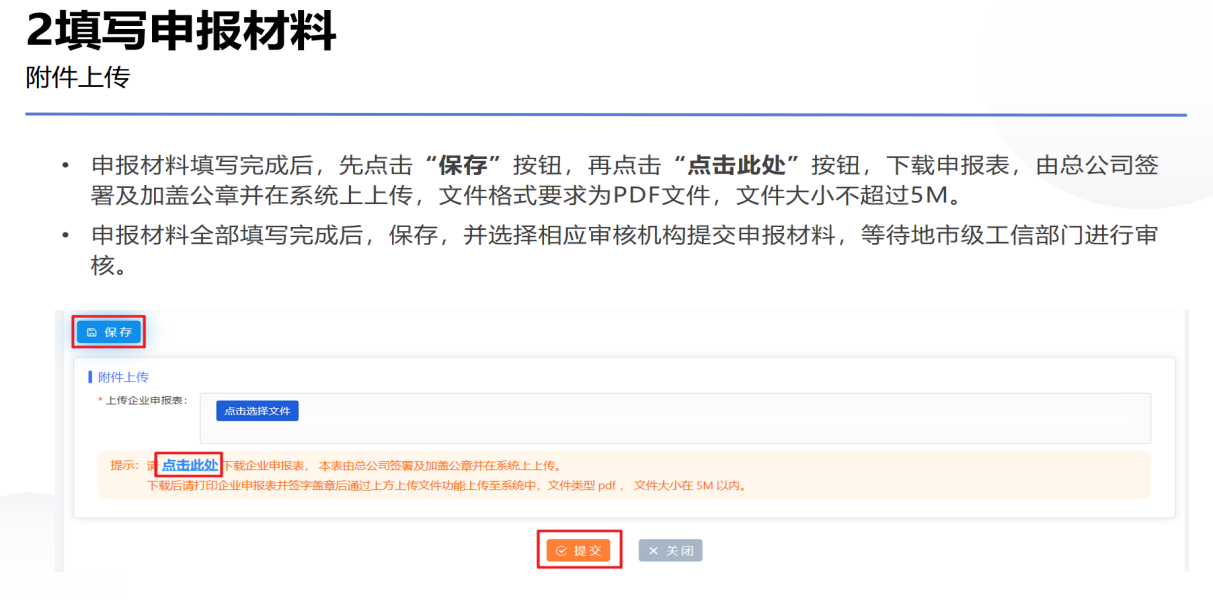 2填写申报材料
附件上传
• 申报材料填写完成后，先点击“保存”按钮，再点击“点击此处”按钮，下载申报表，由总公司签
署及加盖公章并在系统上上传，文件格式要求为PDF文件，文件大小不超过5M。
• 申报材料全部填写完成后，保存，并选择相应审核机构提交申报材料，等待地市级工信部门进行审
核。
保存
附件上传
* 上传企业申报表：
点击选择文件
提示：请 点击此处 下载企业申报表，本表由总公司签署及加盖公章并在系统上上传。
下载后请打印企业申报表并签字盖章后通过上方上传文件功能上传至系统中，文件类型 pdf ，文件大小在 5M 以内。
提交
× 关闭